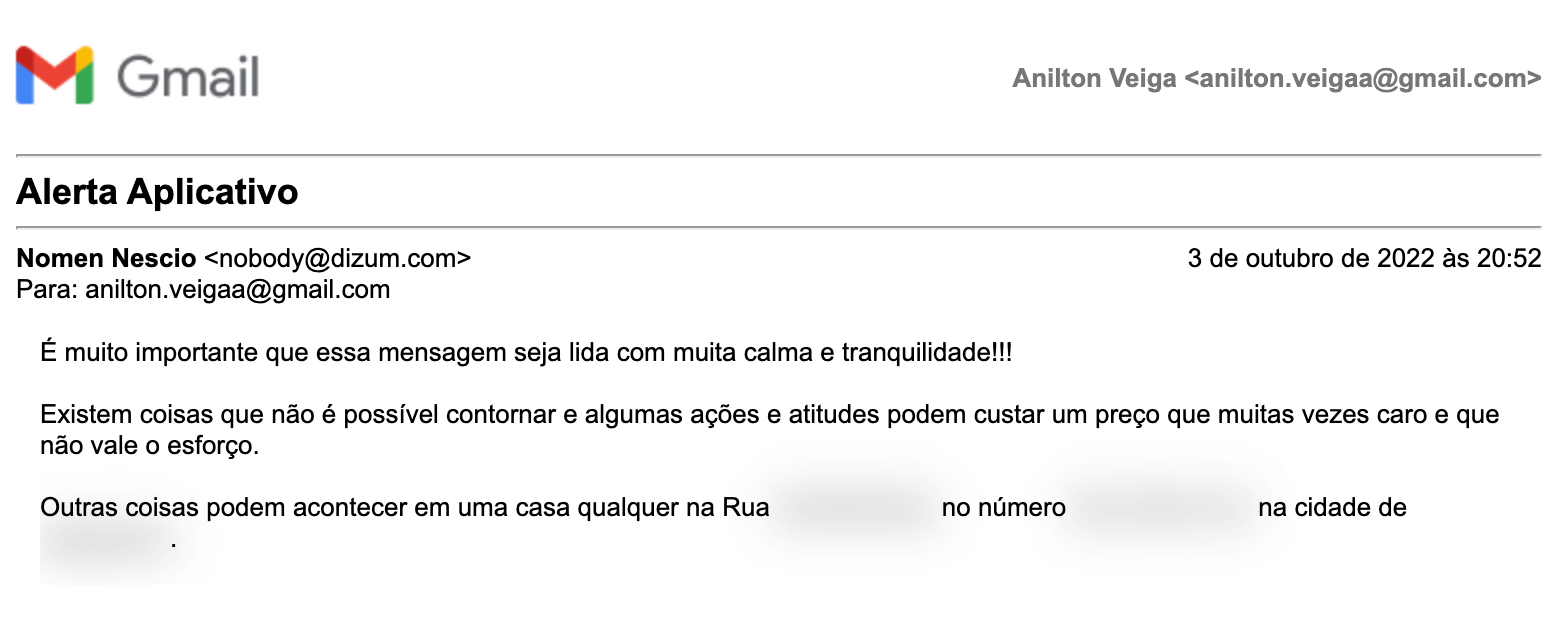 Gmail
Anilton Veiga <anilton.veigaa@gmail.com>
Alerta Aplicativo
Nomen Nescio <nobody@dizum.com>
3 de outubro de 2022 às 20:52
Para: anilton.veigaa@gmail.com
É muito importante que essa mensagem seja lida com muita calma e tranquilidade!!!
Existem coisas que não é possível contornar e algumas ações e atitudes podem custar um preço que muitas vezes caro e que
não vale o esforço.
Outras coisas podem acontecer em uma casa qualquer na Rua no número na cidade de
.